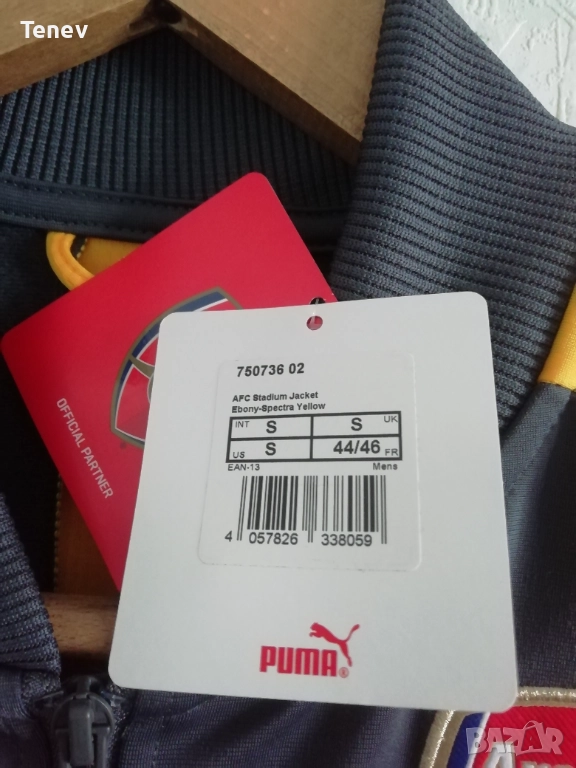 Tenev
OFFICIAL PARTNER
750736 02
AFC Stadium Jacket
Ebony-Spectra Yellow
INT S S UK
US S 44/46 FR
EAN-13 Mens
4 057826 338059
PUMA
BAZAR